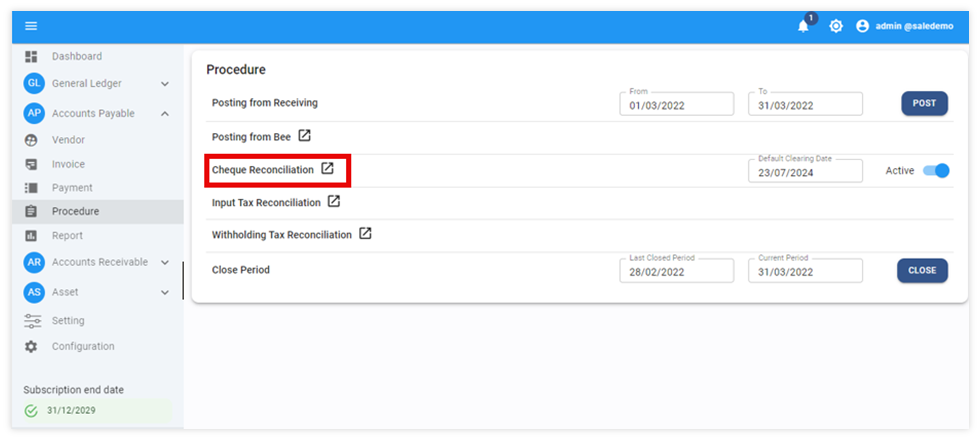 1
admin @saledemo
Dashboard
GL General Ledger
AP Accounts Payable
Vendor
Invoice
Payment
Procedure
Report
AR Accounts Receivable
AS Asset
Setting
Configuration
Subscription end date
31/12/2029
Procedure
Posting from Receiving
From
01/03/2022
To
31/03/2022
POST
Posting from Bee
Cheque Reconciliation
Default Clearing Date
23/07/2024
Active
Input Tax Reconciliation
Withholding Tax Reconciliation
Close Period
Last Closed Period
28/02/2022
Current Period
31/03/2022
CLOSE